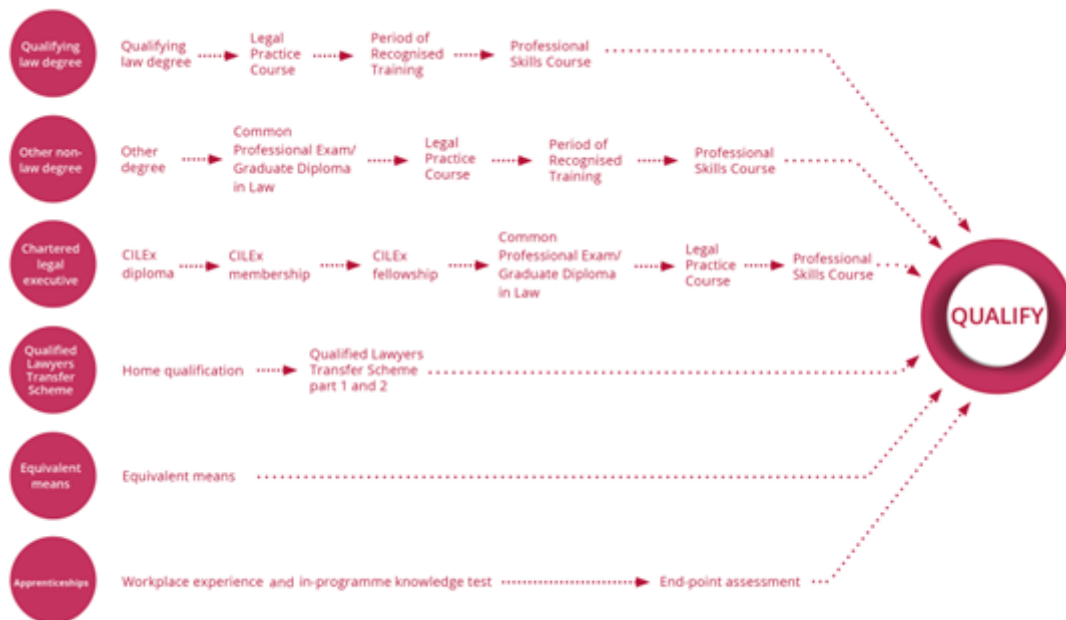 Qualifying
law degree
Qualifying
law degree
Legal
Practice
Course
Period of
Recognised
Training
Professional
Skills Course
Other non-
law degree
Other
degree
Common
Professional Exam/
Graduate Diploma
in Law
Legal
Practice
Course
Period of
Recognised
Training
Professional
Skills Course
Chartered
legal
executive
CILEx
diploma
CILEx
membership
CILEx
fellowship
Common
Professional Exam/
Graduate Diploma
in Law
Legal
Practice
Course
Professional
Skills Course
QUALIFY
Qualified
Lawyers
Transfer
Scheme
Home qualification
Qualified Lawyers
Transfer Scheme
part 1 and 2
Equivalent
means
Equivalent means
Apprenticeships
Workplace experience and in-programme knowledge test
End-point assessment